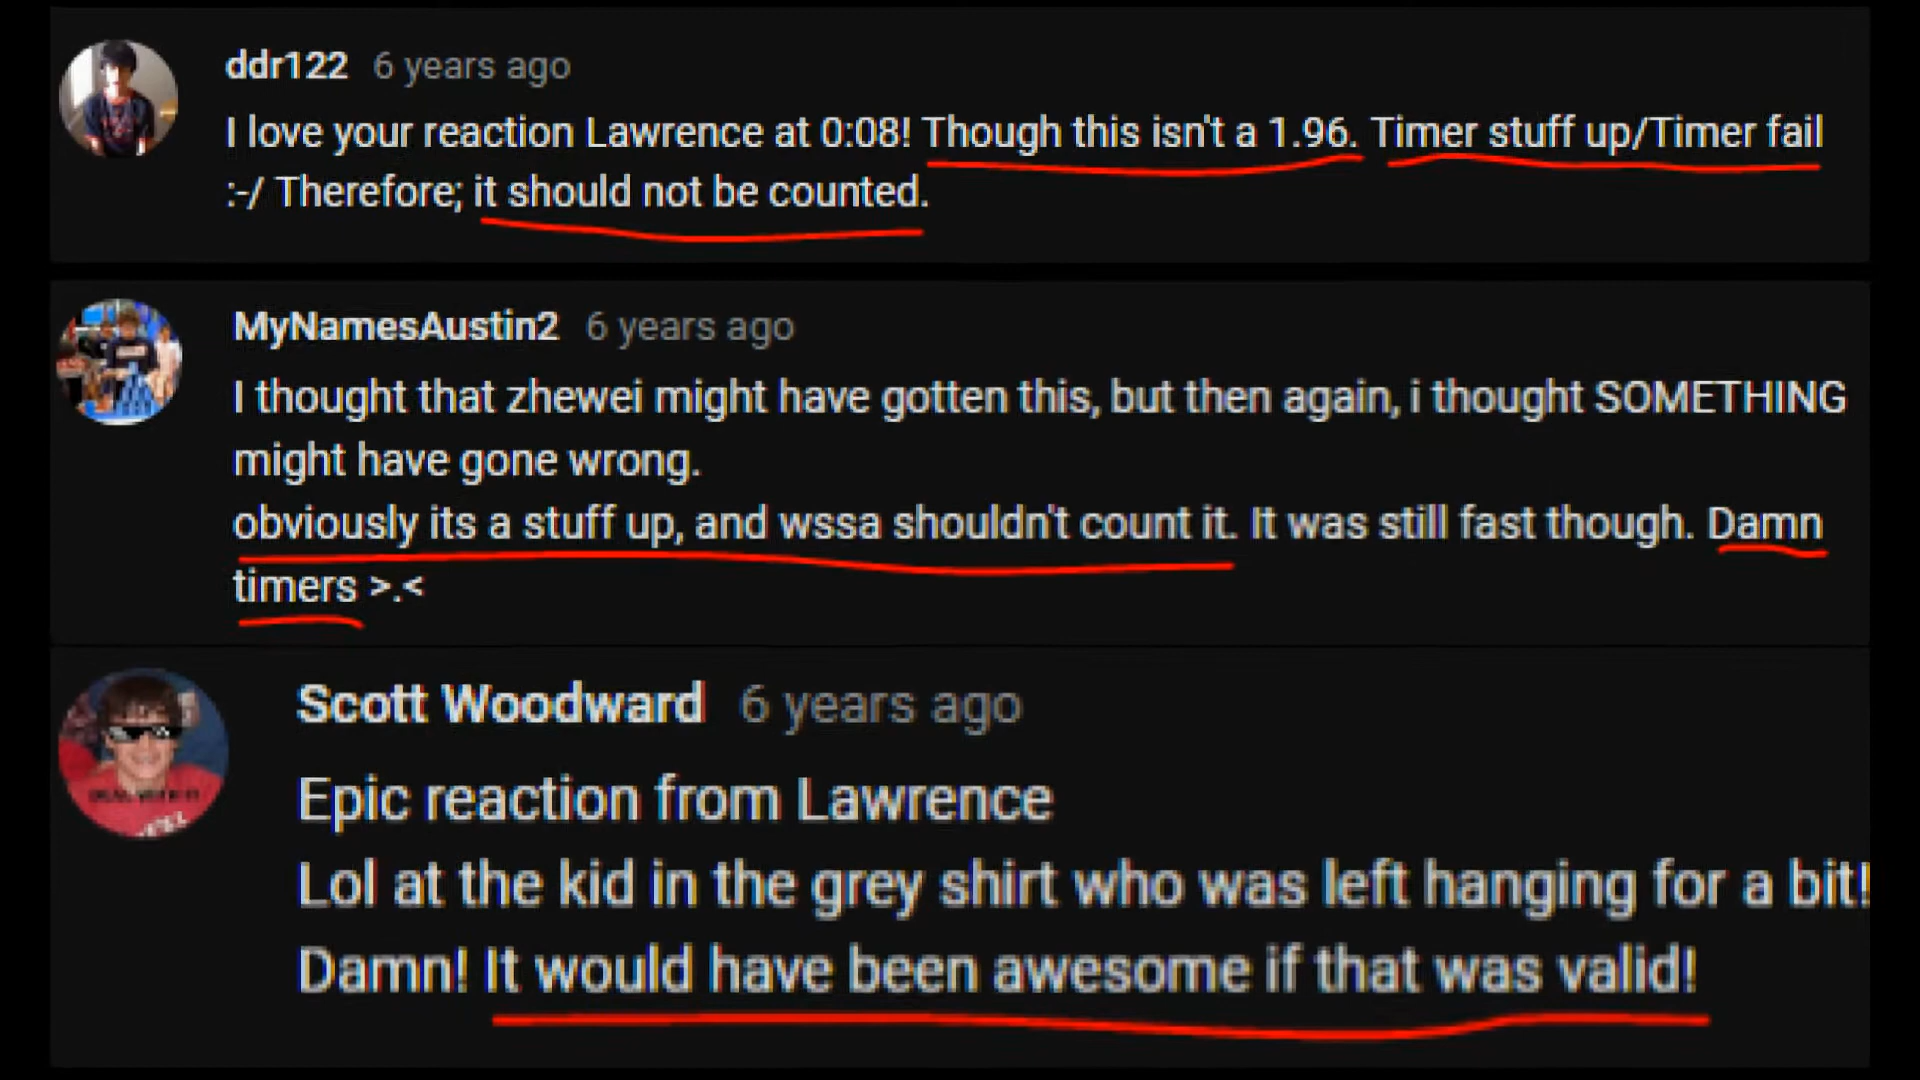 ddr122 6 years ago
I love your reaction Lawrence at 0:08! Though this isn't a 1.96. Timer stuff up/Timer fail
:-/ Therefore; it should not be counted.
MyNamesAustin2 6 years ago
I thought that zhewei might have gotten this, but then again, i thought SOMETHING
might have gone wrong.
obviously its a stuff up, and wssa shouldn't count it. It was still fast though. Damn
timers >.<
Scott Woodward 6 years ago
Epic reaction from Lawrence
Lol at the kid in the grey shirt who was left hanging for a bit!
Damn! It would have been awesome if that was valid!